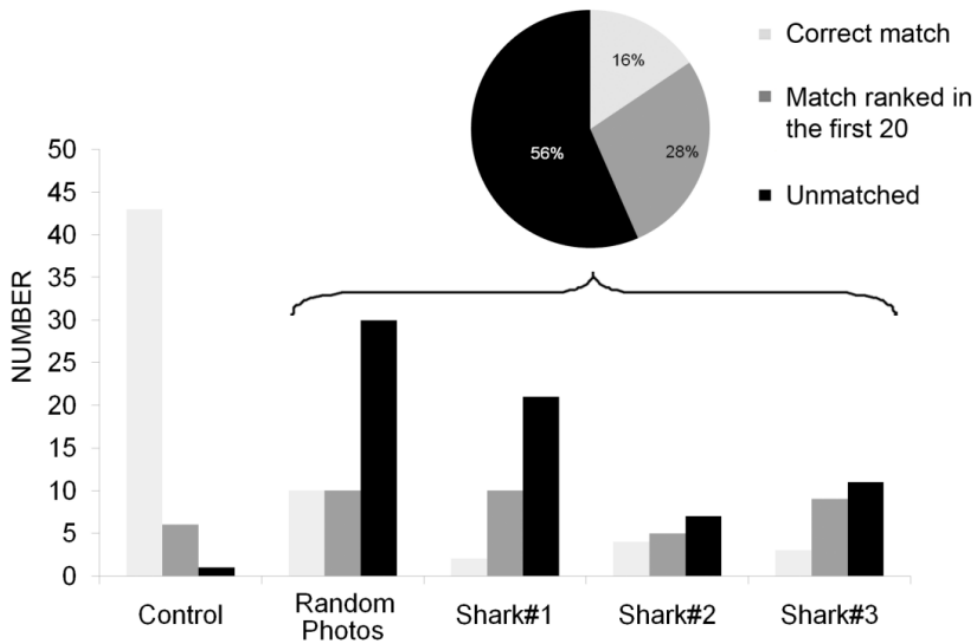 16%
28%
56%
Correct match
Match ranked in
the first 20
Unmatched
NUMBER
50
45
40
35
30
25
20
15
10
5
0
Control
Random
Photos
Shark#1
Shark#2
Shark#3